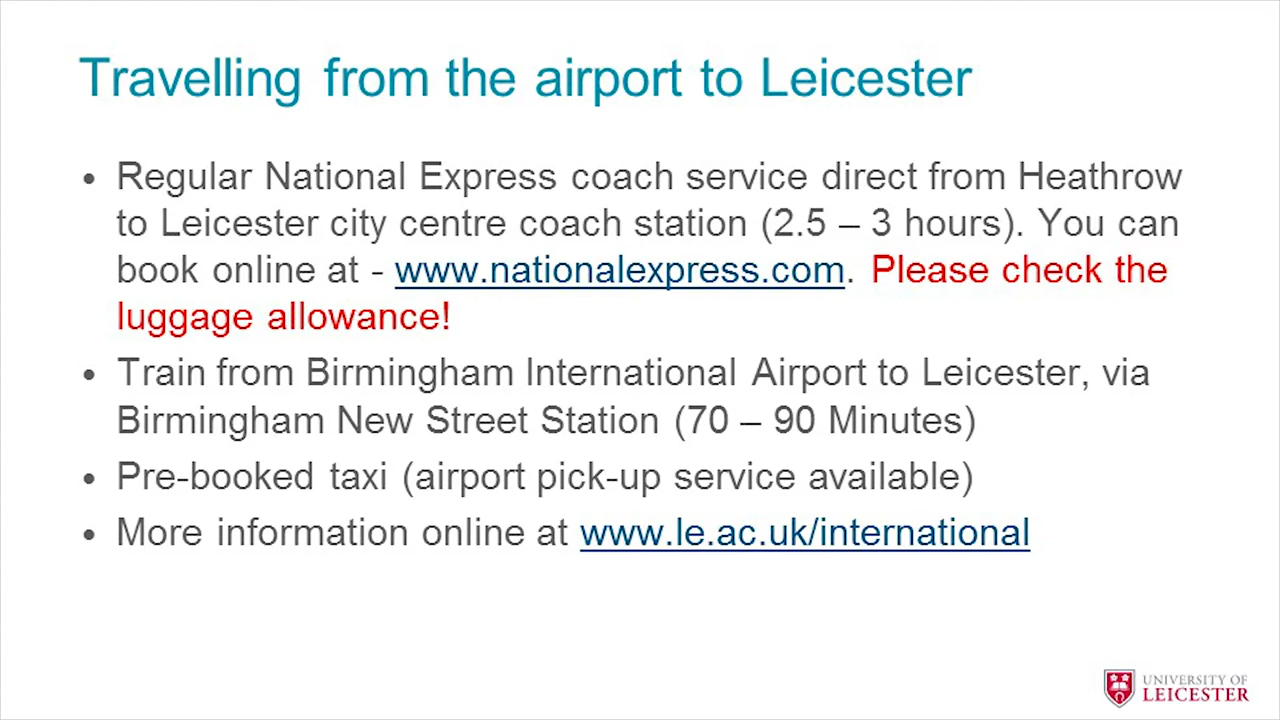 Travelling from the airport to Leicester
• Regular National Express coach service direct from Heathrow
to Leicester city centre coach station (2.5 – 3 hours). You can
book online at - www.nationalexpress.com. Please check the
luggage allowance!
• Train from Birmingham International Airport to Leicester, via
Birmingham New Street Station (70 – 90 Minutes)
• Pre-booked taxi (airport pick-up service available)
• More information online at www.le.ac.uk/international
UNIVERSITY OF
LEICESTER